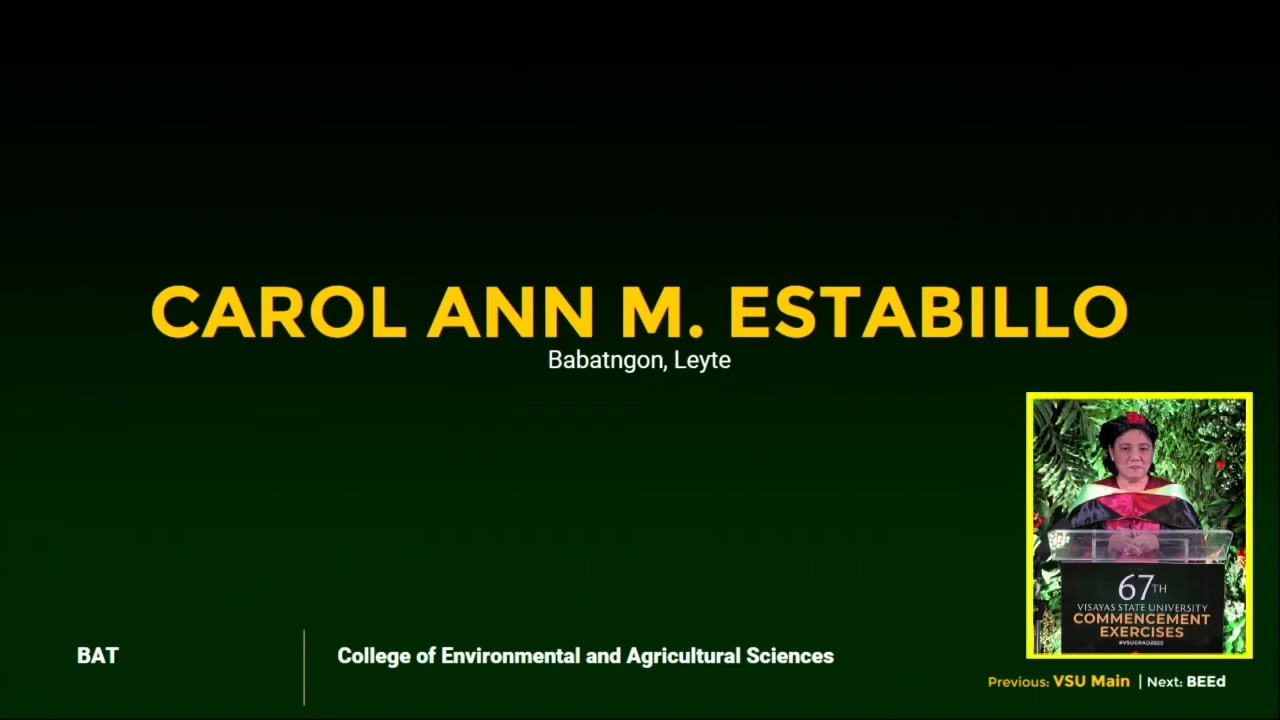 CAROL ANN M. ESTABILLO
Babatngon, Leyte
67TH
VISAYAS STATE UNIVERSITY
COMMENCEMENT
EXERCISES
#VSUGRAD2020
BAT
College of Environmental and Agricultural Sciences
Previous: VSU Main | Next: BEEd